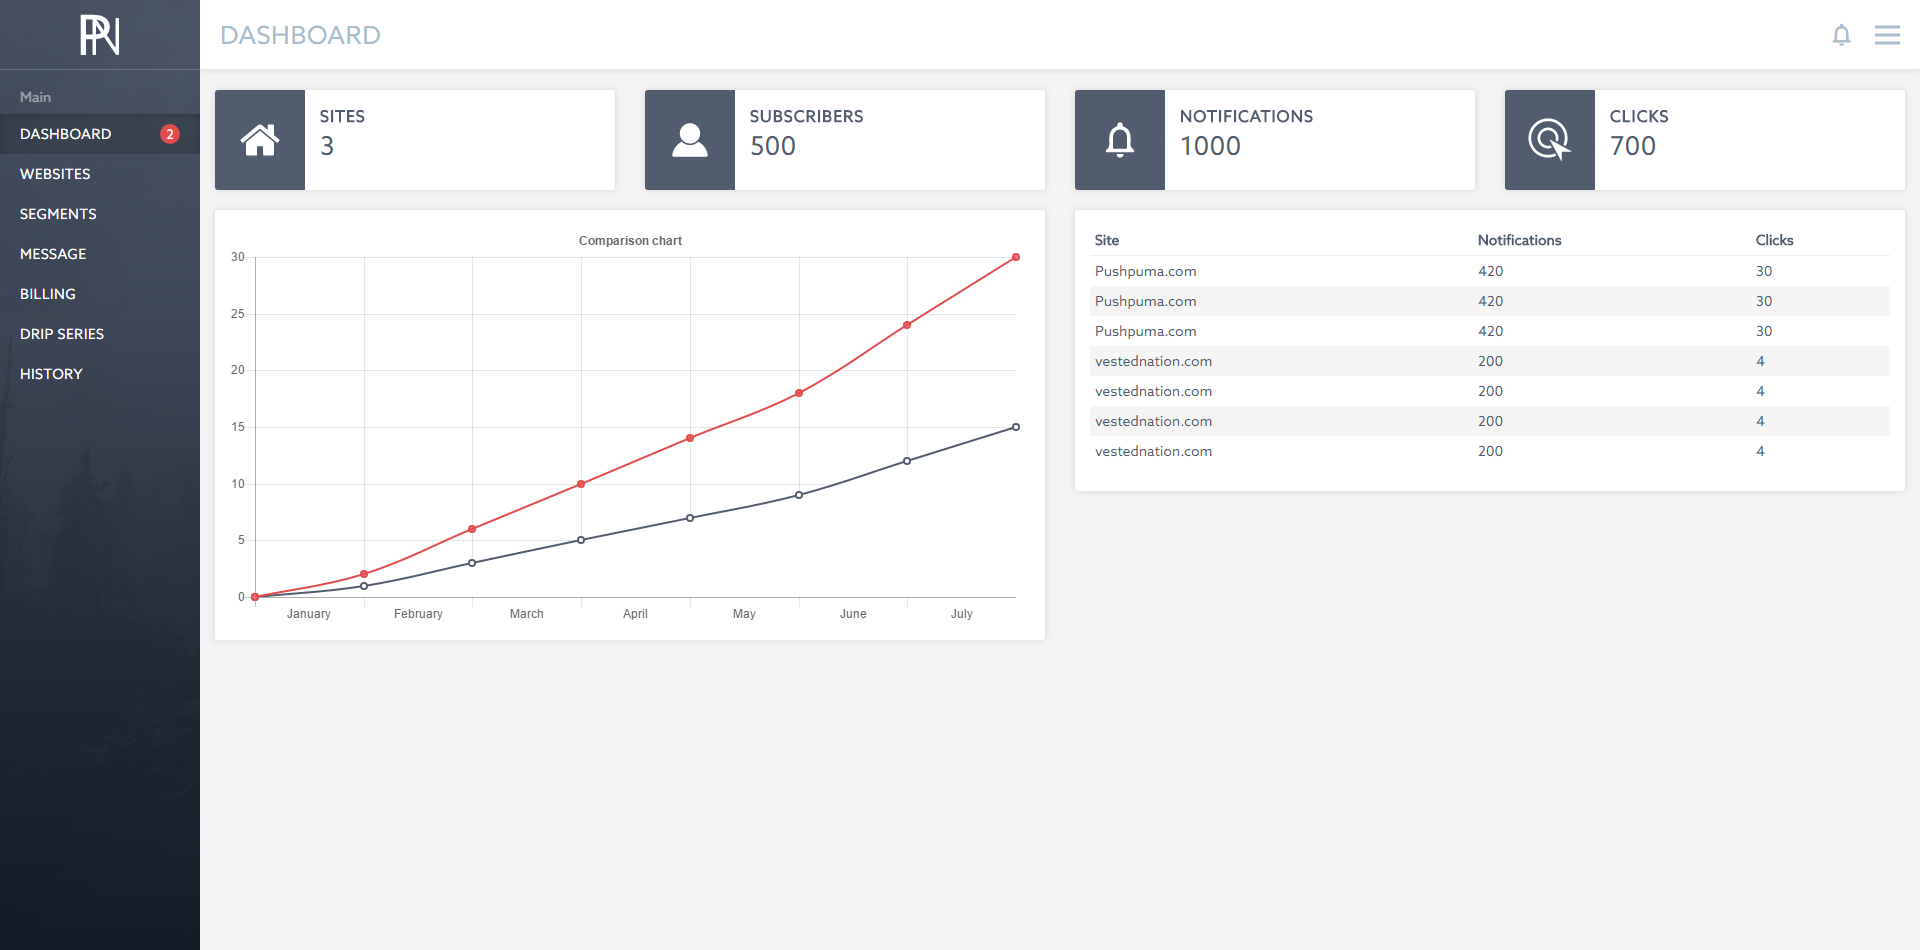 PN
DASHBOARD
Main
DASHBOARD 2
WEBSITES
SEGMENTS
MESSAGE
BILLING
DRIP SERIES
HISTORY
SITES
3
SUBSCRIBERS
500
NOTIFICATIONS
1000
CLICKS
700
Comparison chart
30
25
20
15
10
5
0
January February March April May June July
Site Notifications Clicks
Pushpuma.com 420 30
Pushpuma.com 420 30
Pushpuma.com 420 30
vestednation.com 200 4
vestednation.com 200 4
vestednation.com 200 4
vestednation.com 200 4